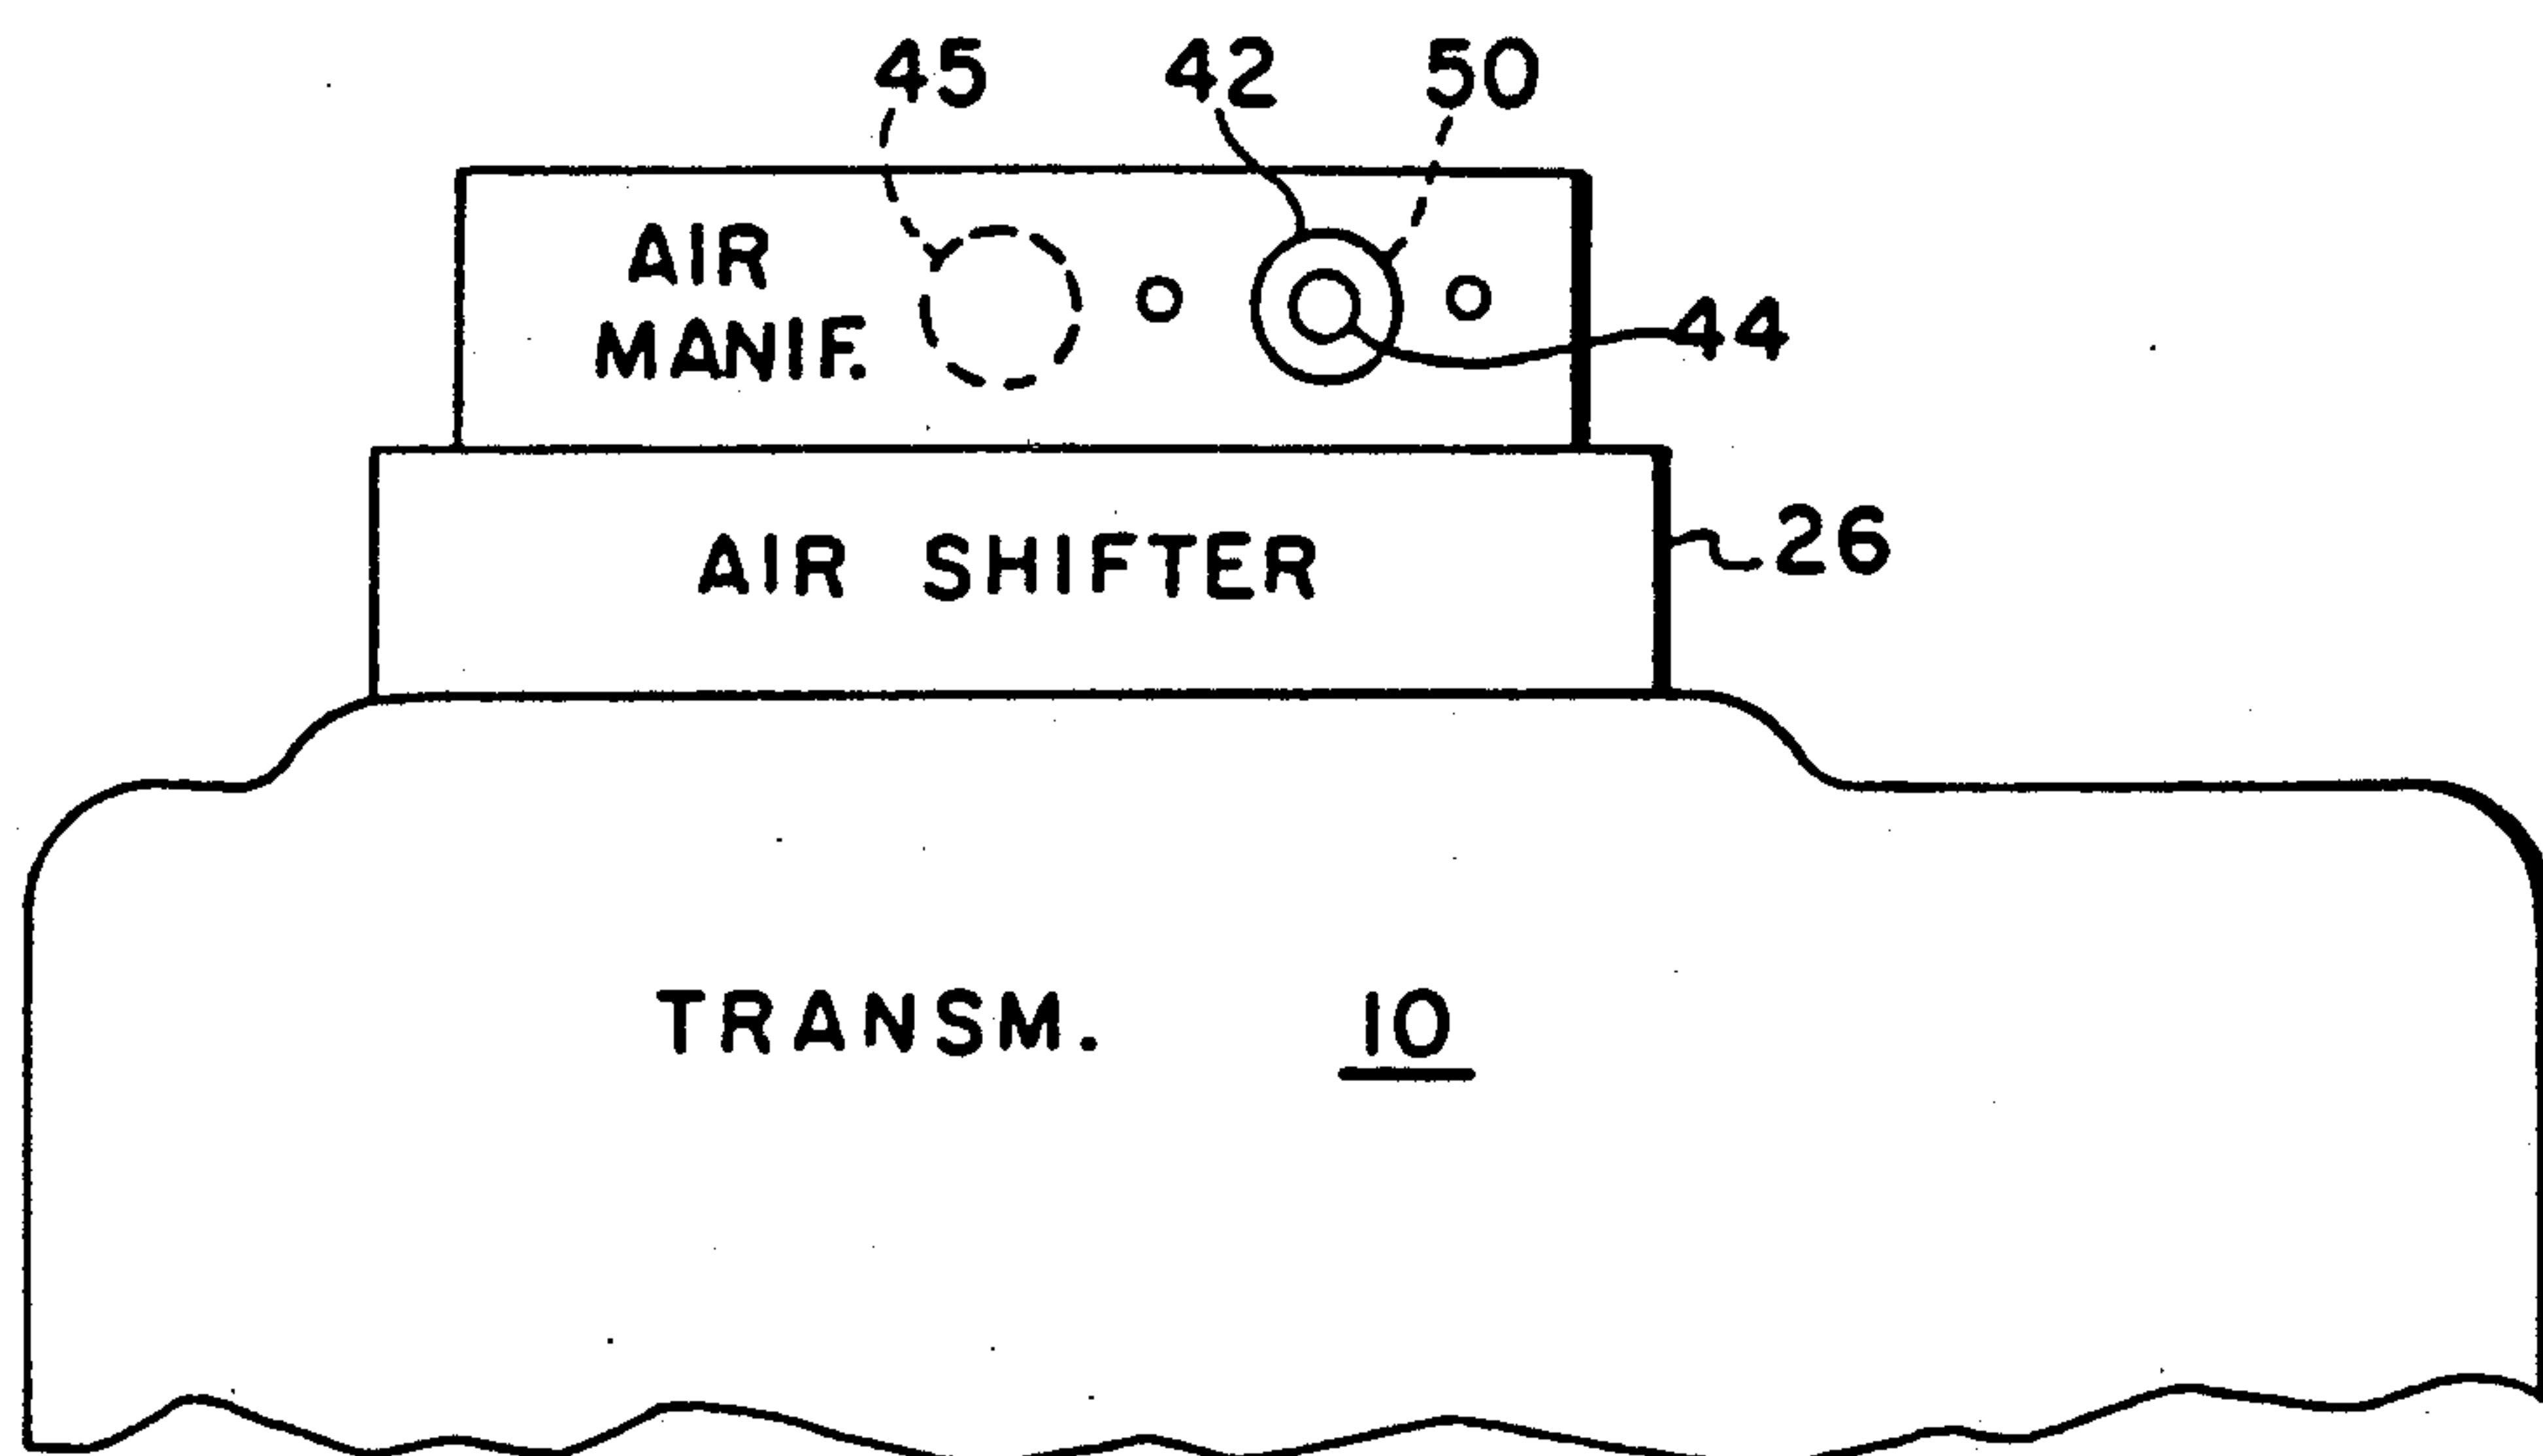 45 42 50
AIR
MANIF.
44
AIR SHIFTER
26
TRANSM. 10